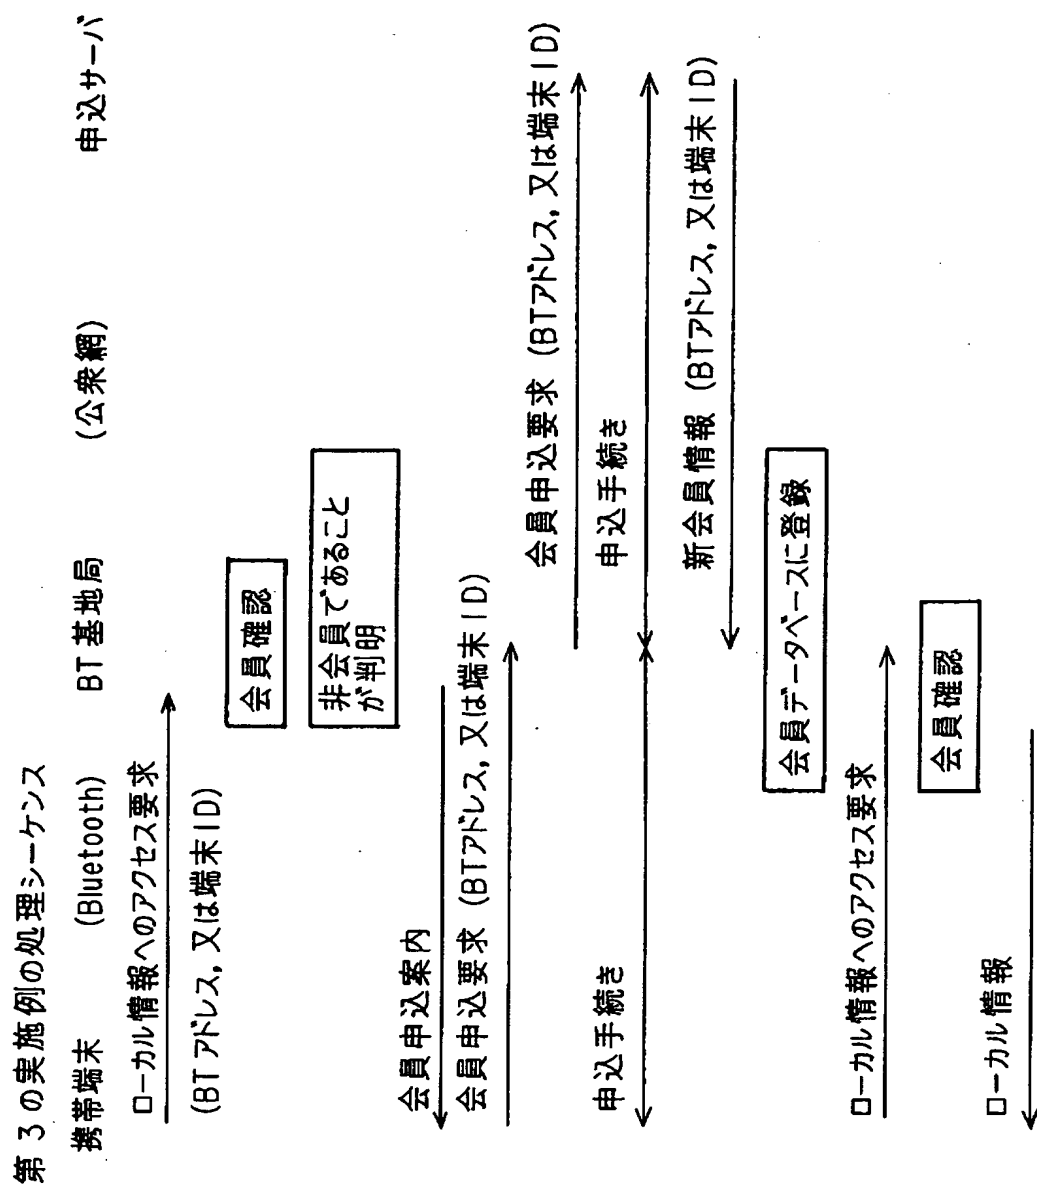 第3の実施例の処理シーケンス
携帯端末 (Bluetooth) BT基地局 (公衆網) 申込サーバ
ローカル情報へのアクセス要求
(BTアドレス, 又は端末ID)
会員確認
非会員であること
が判明
会員申込案内
会員申込要求 (BTアドレス, 又は端末ID)
会員申込要求 (BTアドレス, 又は端末ID)
申込手続き
申込手続き
新会員情報 (BTアドレス, 又は端末ID)
会員データベースに登録
ローカル情報へのアクセス要求
会員確認
ローカル情報